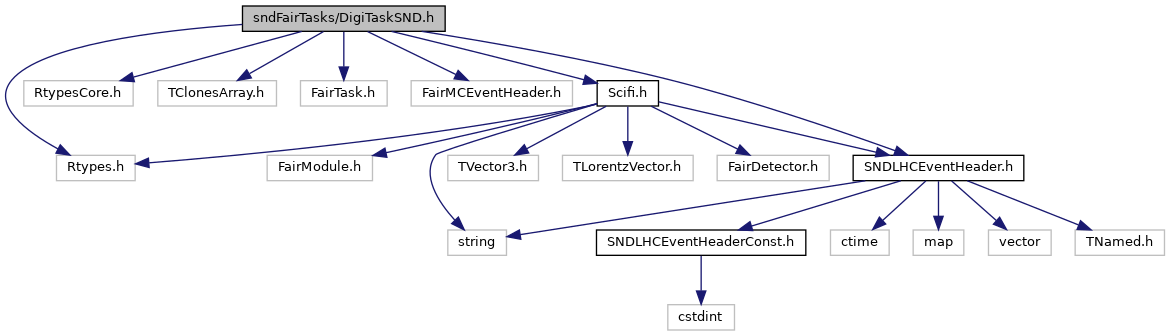 sndFairTasks/DigiTaskSND.h
RtypesCore.h
TClonesArray.h
FairTask.h
FairMCEventHeader.h
Scifi.h
Rtypes.h
FairModule.h
TVector3.h
TLorentzVector.h
FairDetector.h
SNDLHCEventHeader.h
string
SNDLHCEventHeaderConst.h
ctime
map
vector
TNamed.h
cstdint